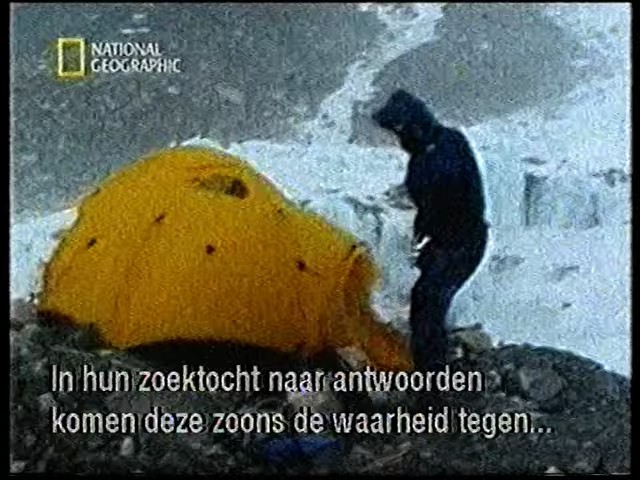 NATIONAL
GEOGRAPHIC
In hun zoektocht naar antwoorden
komen deze zoons de waarheid tegen...